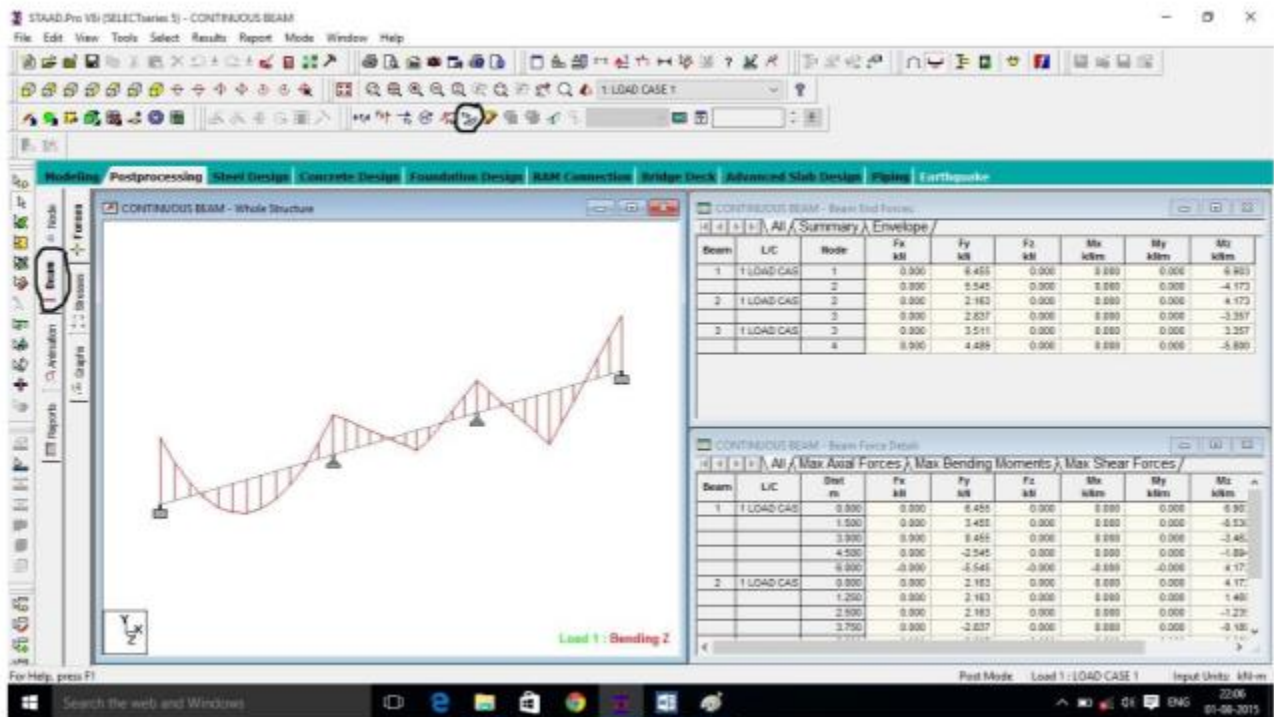 STAAD.Pro V8i (SELECTseries 5) - CONTINUOUS BEAM
File Edit View Tools Select Results Report Mode Window Help
1: LOAD CASE 1
Modeling Postprocessing Steel Design Concrete Design Foundation Design RAM Connection Bridge Deck Advanced Slab Design Piping Earthquake
Node
Beam
Animation
Reports
Forces
Stresses
Graphs
CONTINUOUS BEAM - Whole Structure
Load 1 : Bending Z
Y
X
Z
CONTINUOUS BEAM - Beam End Forces
All Summary Envelope
Beam L/C Node Fx kN Fy kN Fz kN Mx kNm My kNm Mz kNm
1 1 LOAD CAS 1 0.000 6.455 0.000 0.000 0.000 6.903
2 0.000 5.545 0.000 0.000 0.000 -4.173
2 1 LOAD CAS 2 0.000 2.163 0.000 0.000 0.000 4.173
3 0.000 2.837 0.000 0.000 0.000 -3.357
3 1 LOAD CAS 3 0.000 3.511 0.000 0.000 0.000 3.357
4 0.000 4.489 0.000 0.000 0.000 -5.800
CONTINUOUS BEAM - Beam Force Detail
All Max Axial Forces Max Bending Moments Max Shear Forces
Beam L/C Dist m Fx kN Fy kN Fz kN Mx kNm My kNm Mz kNm
1 1 LOAD CAS 0.000 0.000 6.455 0.000 0.000 0.000 6.90
1.500 0.000 3.455 0.000 0.000 0.000 -0.53
3.000 0.000 0.455 0.000 0.000 0.000 -3.46
4.500 0.000 -2.545 0.000 0.000 0.000 -1.89
6.000 -0.000 -5.545 -0.000 -0.000 -0.000 4.17
2 1 LOAD CAS 0.000 0.000 2.163 0.000 0.000 0.000 4.17
1.250 0.000 2.163 0.000 0.000 0.000 1.46
2.500 0.000 2.163 0.000 0.000 0.000 -1.23
3.750 0.000 -2.837 0.000 0.000 0.000
For Help, press F1
Post Mode Load 1 : LOAD CASE 1 Input Units: kN-m
Search the web and Windows
ENG
22:06
01-08-2015